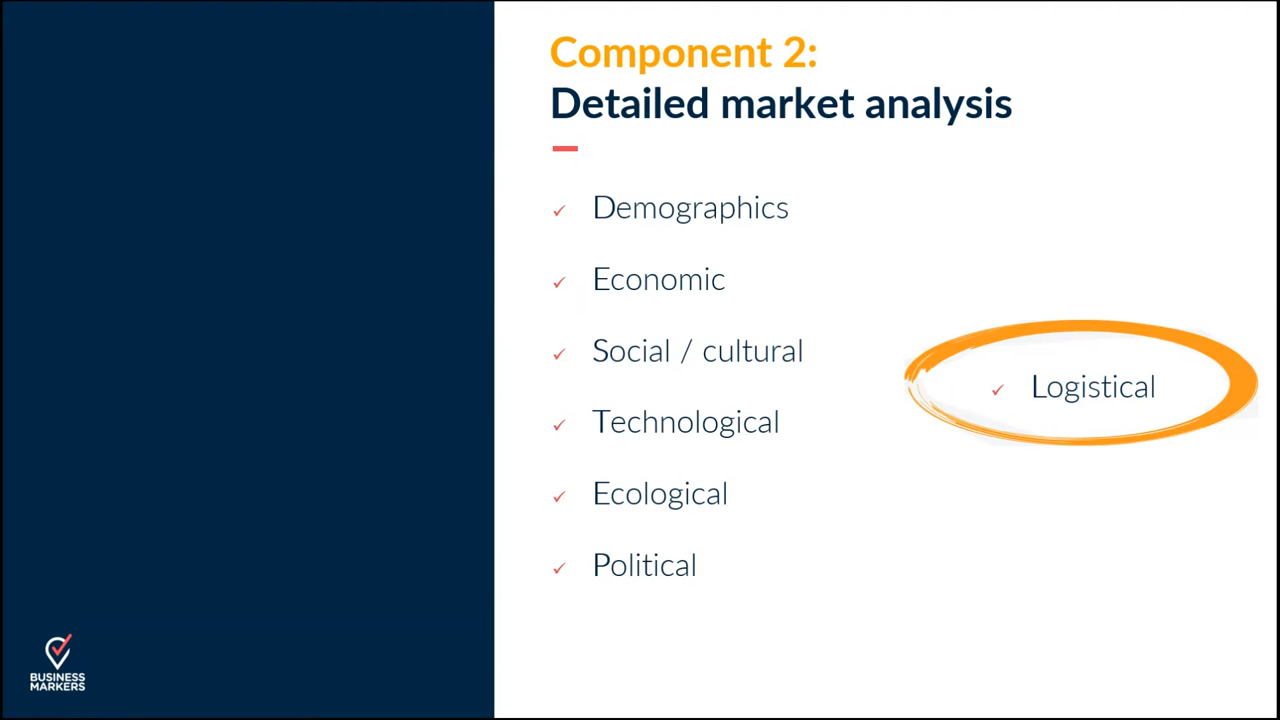 Component 2:
Detailed market analysis
Demographics
Economic
Social / cultural
Technological
Ecological
Political
Logistical
BUSINESS
MARKERS